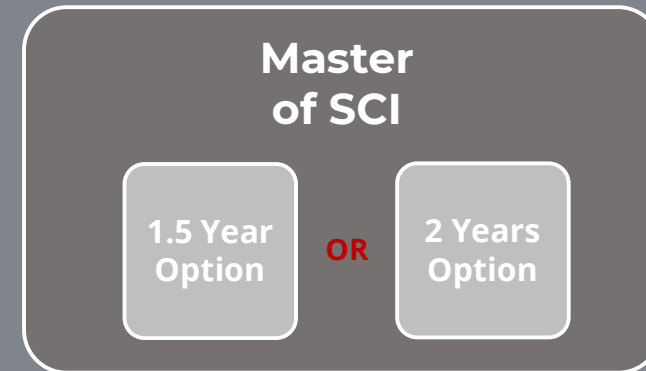 Master
of SCI
1.5 Year
Option
OR
2 Years
Option